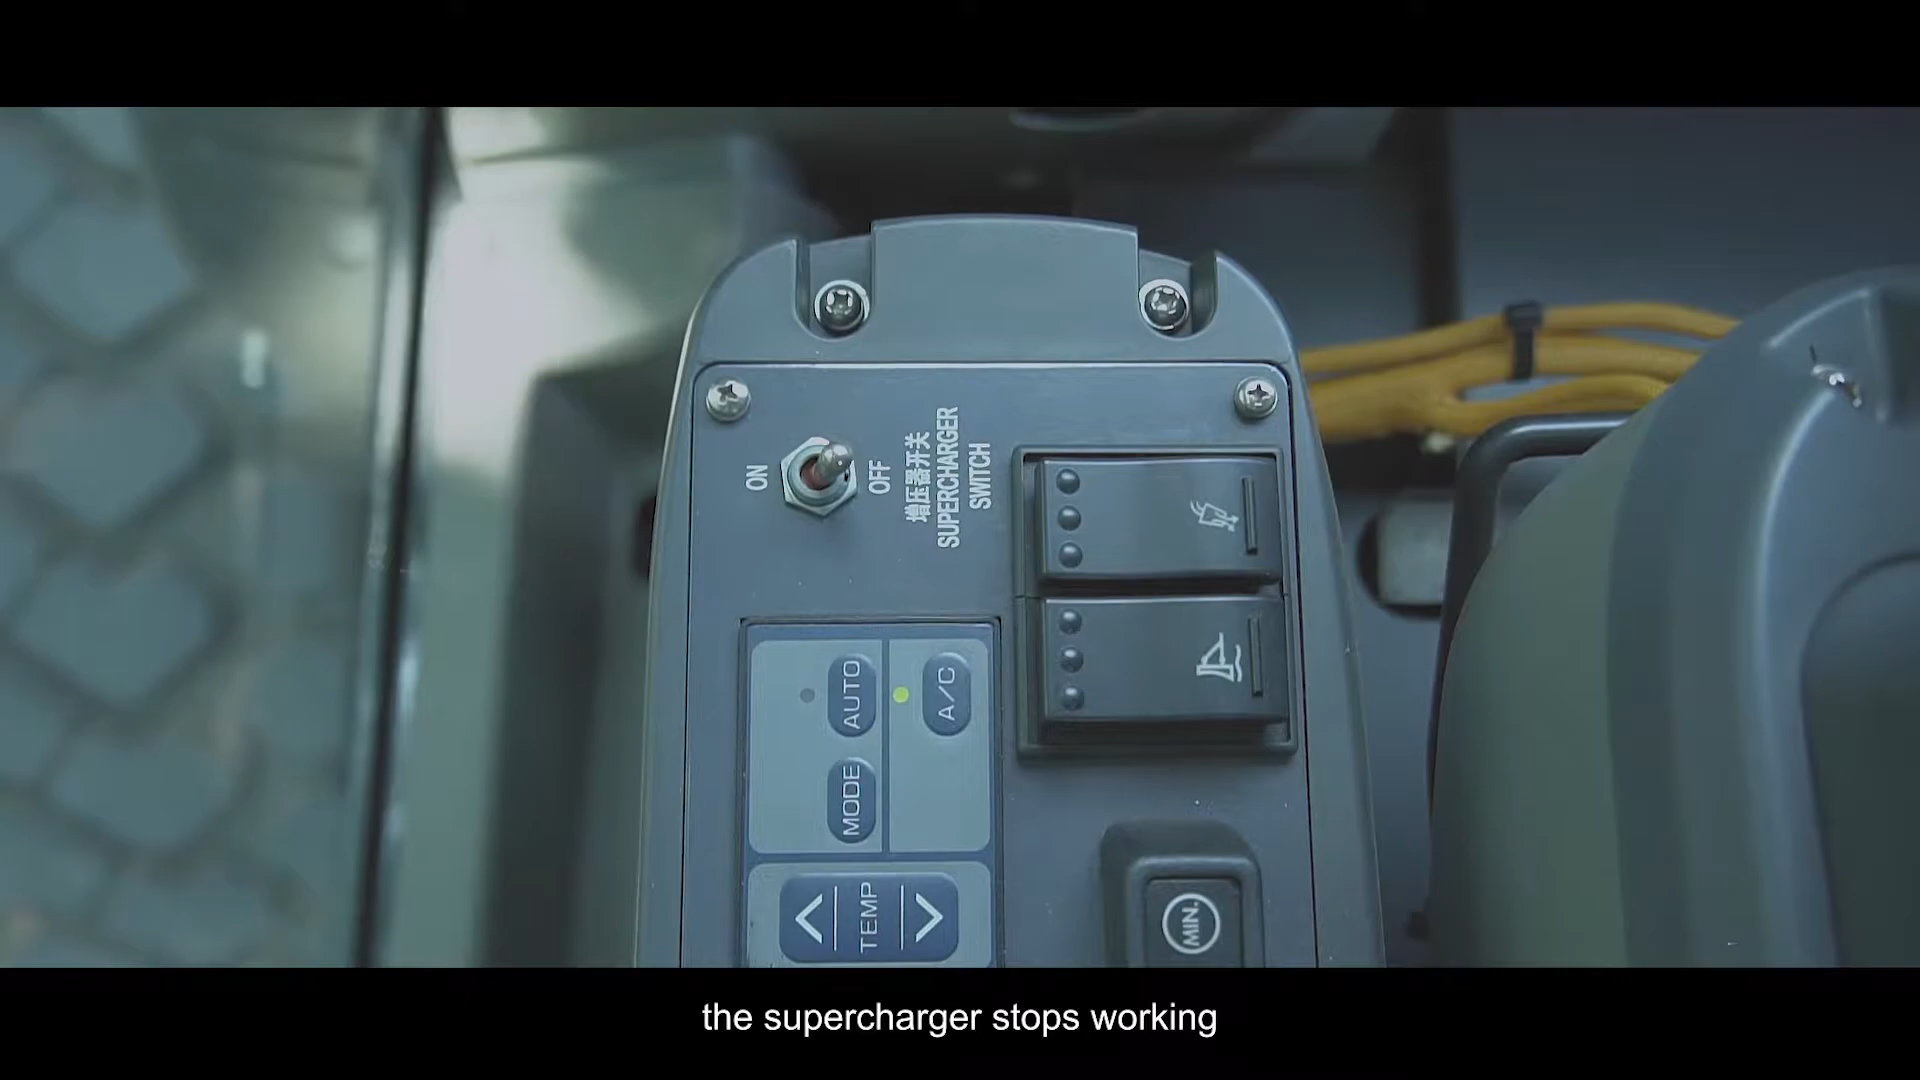 ON
OFF
增压器开关
SUPERCHARGER
SWITCH
AUTO
A/C
MODE
TEMP
MIN.
the supercharger stops working